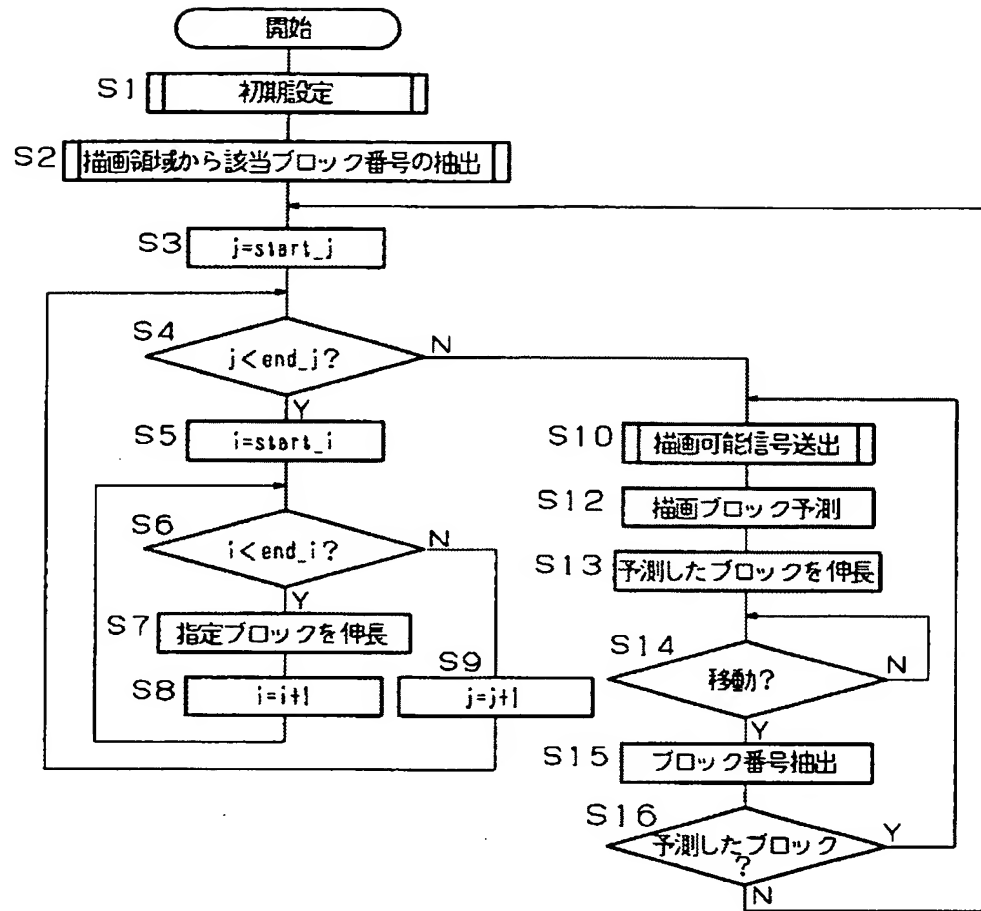 開始
S1
初期設定
S2
描画領域から該当ブロック番号の抽出
S3
j=start_j
S4
j<end_j?
N
Y
S5
i=start_i
S6
i<end_i?
N
Y
S7
指定ブロックを伸長
S8
i=i+1
S9
j=j+1
S10
描画可能信号送出
S12
描画ブロック予測
S13
予測したブロックを伸長
S14
移動?
N
Y
S15
ブロック番号抽出
S16
予測したブロック
?
Y
N